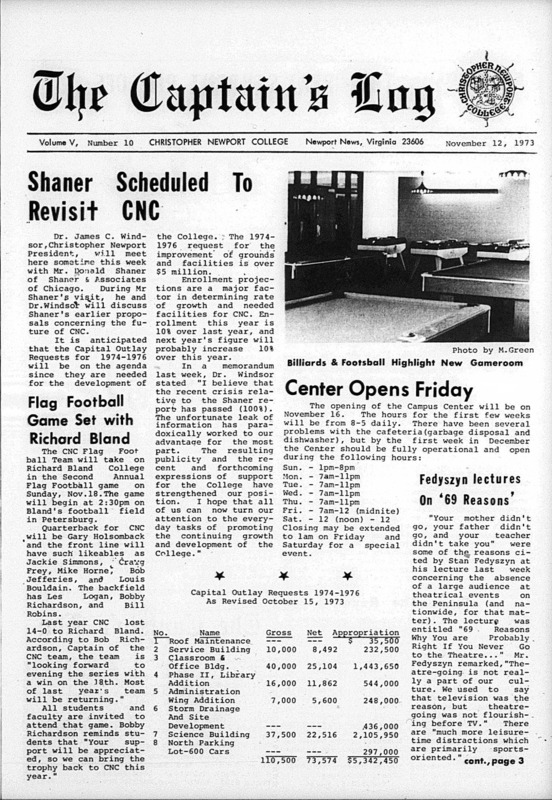 The Captain's Log
CHRISTOPHER NEWPORT COLLEGE
Volume V, Number 10 CHRISTOPHER NEWPORT COLLEGE Newport News, Virginia 23606 November 12, 1973
Shaner Scheduled To
Revisit CNC
Dr. James C. Wind-
sor,Christopher Newport
President, will meet
here sometime this week
with Mr. Donald Shaner
of Shaner & Associates
of Chicago. During Mr
Shaner's visit, he and
Dr.Windsor will discuss
Shaner's earlier propo-
sals concerning the fu-
ture of CNC.
It is anticipated
that the Capital Outlay
Requests for 1974-1976
will be on the agenda
since they are needed
for the development of
the College. The 1974-
1976 request for the
improvement of grounds
and facilities is over
$5 million.
Enrollment projec-
tions are a major fac-
tor in determining rate
of growth and needed
facilities for CNC. En-
rollment this year is
10% over last year, and
next year's figure will
probably increase 10%
over this year.
In a memorandum
last week, Dr. Windsor
stated "I believe that
the recent crisis rela-
tive to the Shaner re-
port has passed (100%).
The unfortunate leak of
information has para-
doxically worked to our
advantage for the most
part. The resulting
publicity and the re-
cent and forthcoming
expressions of support
for the College have
strengthened our posi-
tion. I hope that all
of us can now turn our
attention to the every-
day tasks of promoting
the continuing growth
and development of the
College."
Photo by M.Green
Billiards & Footsball Highlight New Gameroom
Center Opens Friday
The opening of the Campus Center will be on
November 16. The hours for the first few weeks
will be from 8-5 daily. There have been several
problems with the cafeteria(garbage disposal and
dishwasher), but by the first week in December
the Center should be fully operational and open
during the following hours:
Sun. - 1pm-8pm
Mon. - 7am-11pm
Tue. - 7am-11pm
Wed. - 7am-11pm
Thu. - 7am-11pm
Fri. - 7am-12 (midnite)
Sat. - 12 (noon) - 12
Closing may be extended
to 1am on Friday and
Saturday for a special
event.
Flag Football
Game Set with
Richard Bland
The CNC Flag Foot
ball Team will take on
Richard Bland College
in the Second Annual
Flag Football game on
Sunday, Nov.18.The game
will begin at 2:30pm on
Bland's football field
in Petersburg.
Quarterback for CNC
will be Gary Holsomback
and the front line will
have such likeables as
Jackie Simmons, Craig
Frey, Mike Horne, Bob
Jefferies, and Louis
Bouldain. The backfield
has Les Logan, Bobby
Richardson, and Bill
Robins.
Last year CNC lost
14-0 to Richard Bland.
According to Bob Rich-
ardson, Captain of the
CNC team, the team is
"looking forward to
evening the series with
a win on the 18th. Most
of last year's team
will be returning."
All students and
faculty are invited to
attend that game. Bobby
Richardson reminds stu-
dents that "Your sup-
port will be appreciat-
ed, so we can bring the
trophy back to CNC this
year."
Capital Outlay Requests 1974-1976
As Revised October 15, 1973
No. Name Gross Net Appropriation
1 Roof Maintenance --- --- $ 35,500
2 Service Building 10,000 8,492 232,500
3 Classroom &
Office Bldg. 40,000 25,104 1,443,650
4 Phase II, Library
Addition 16,000 11,862 544,000
5 Administration
Wing Addition 7,000 5,600 248,000
6 Storm Drainage
And Site
Development --- --- 436,000
7 Science Building 37,500 22,516 2,105,950
8 North Parking
Lot-600 Cars --- --- 297,000
110,500 73,574 $5,342,450
Fedyszn lectures
On '69 Reasons'
"Your mother didn't
go, your father didn't
go, and your teacher
didn't take you" were
some of the reasons ci-
ted by Stan Fedyszn at
his lecture last week
concerning the absence
of a large audience at
theatrical events on
the Peninsula (and na-
tionwide, for that mat-
ter). The lecture was
entitled "69 Reasons
Why You are Probably
Right If You Never Go
to the Theatre..." Mr.
Fedyszn remarked,"The-
atre-going is not real-
ly a part of our cul-
ture. We used to say
that television was the
reason, but theatre-
going was not flourish-
ing before TV." There
are "much more leisure-
time distractions which
are primarily sports-
oriented." cont., page 3